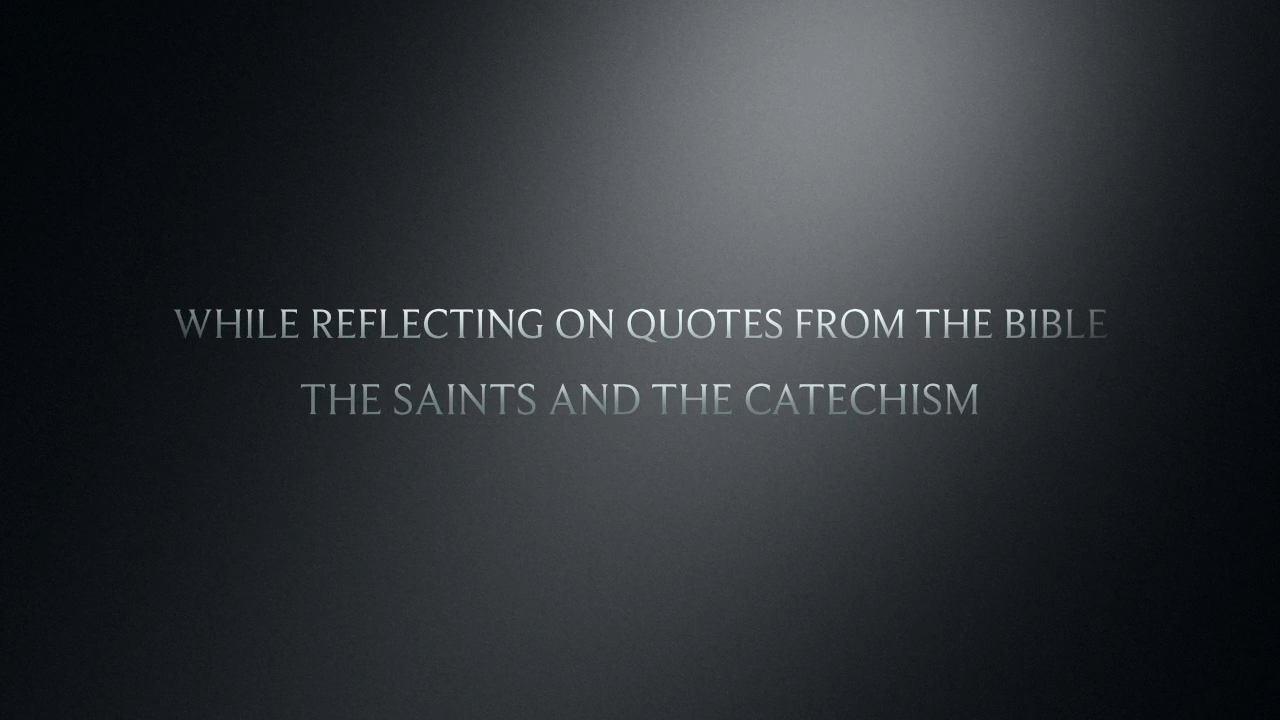 WHILE REFLECTING ON QUOTES FROM THE BIBLE
THE SAINTS AND THE CATECHISM